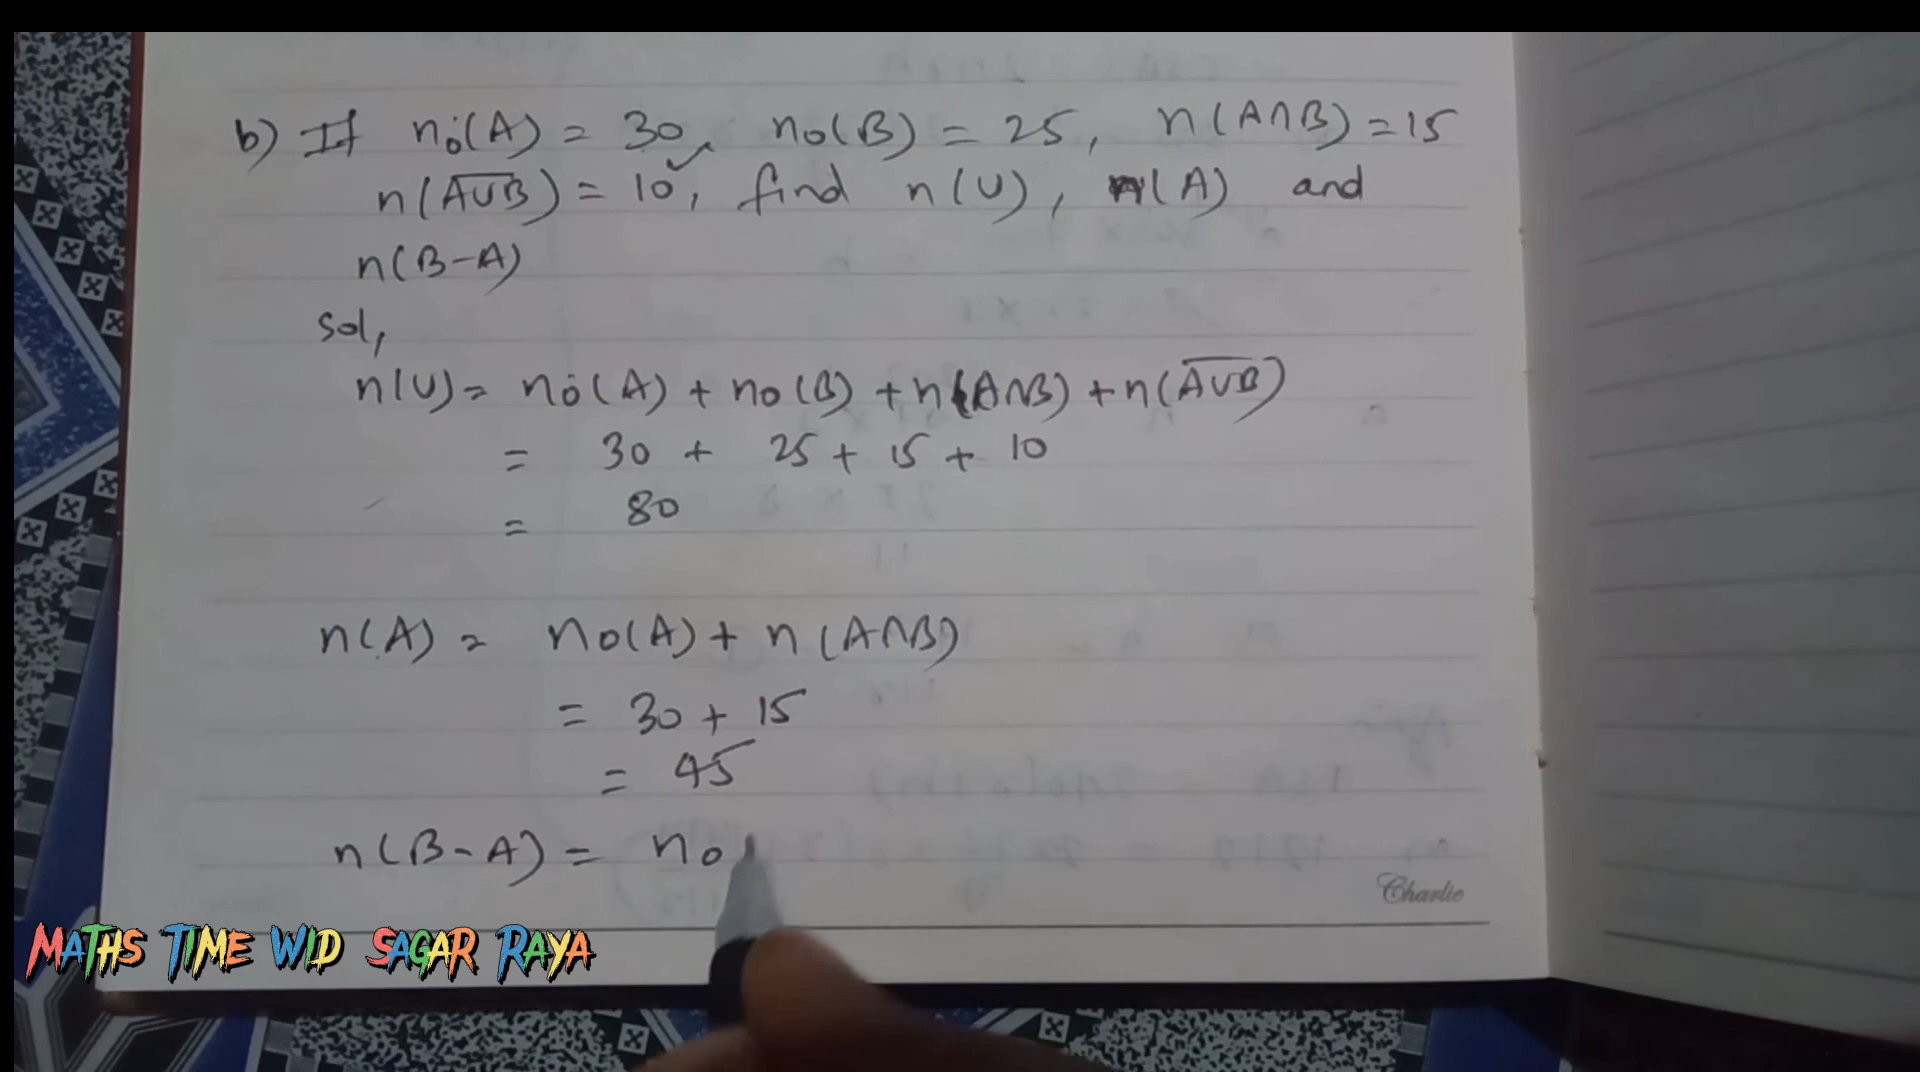 b) If no(A) = 30, no(B) = 25, n(A∩B) = 15
n(A̅U̅B̅) = 10, find n(U), n(A) and
n(B-A)
Sol,
n(U) = no(A) + no(B) + n(A∩B) + n(A̅U̅B̅)
= 30 + 25 + 15 + 10
= 80
n(A) = no(A) + n(A∩B)
= 30 + 15
= 45
n(B-A) = no
Charlie
MATHS TIME WID SAGAR RAYA